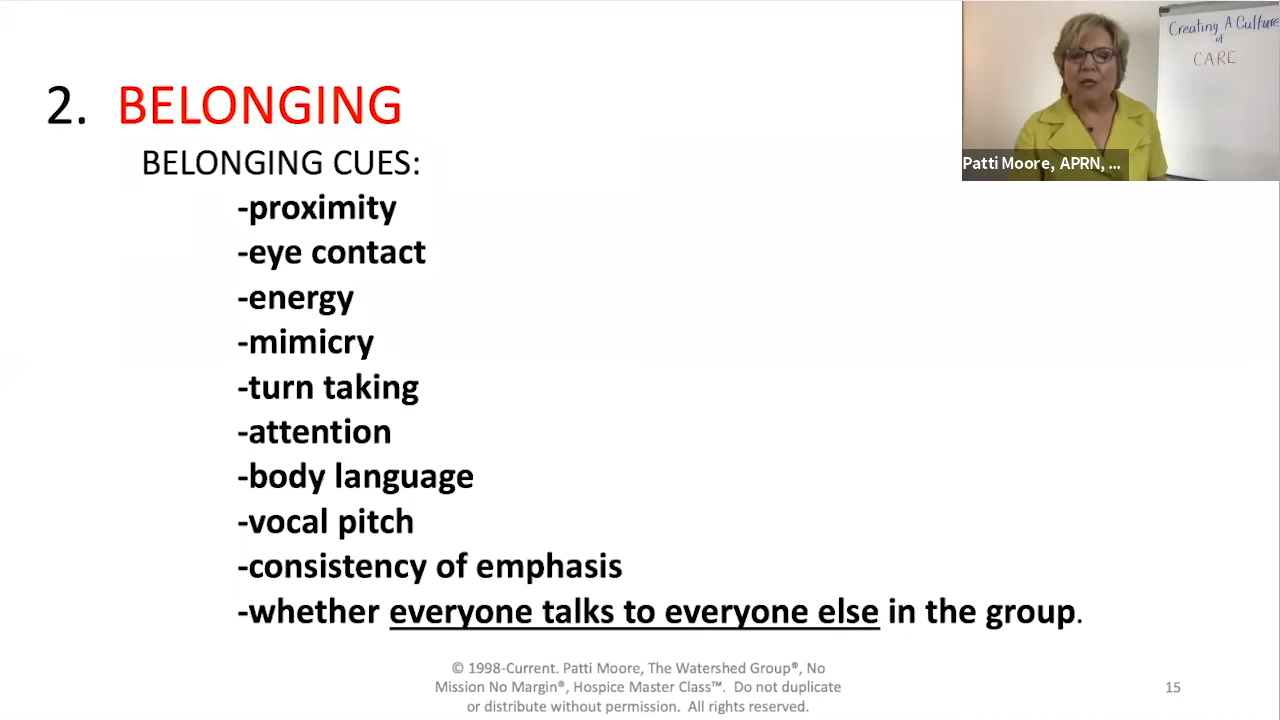 2. BELONGING
BELONGING CUES:
-proximity
-eye contact
-energy
-mimicry
-turn taking
-attention
-body language
-vocal pitch
-consistency of emphasis
-whether everyone talks to everyone else in the group.
© 1998-Current. Patti Moore, The Watershed Group®, No
Mission No Margin®, Hospice Master Class™. Do not duplicate
or distribute without permission. All rights reserved.
15
Creating A Culture
of
CARE
Patti Moore, APRN, ...